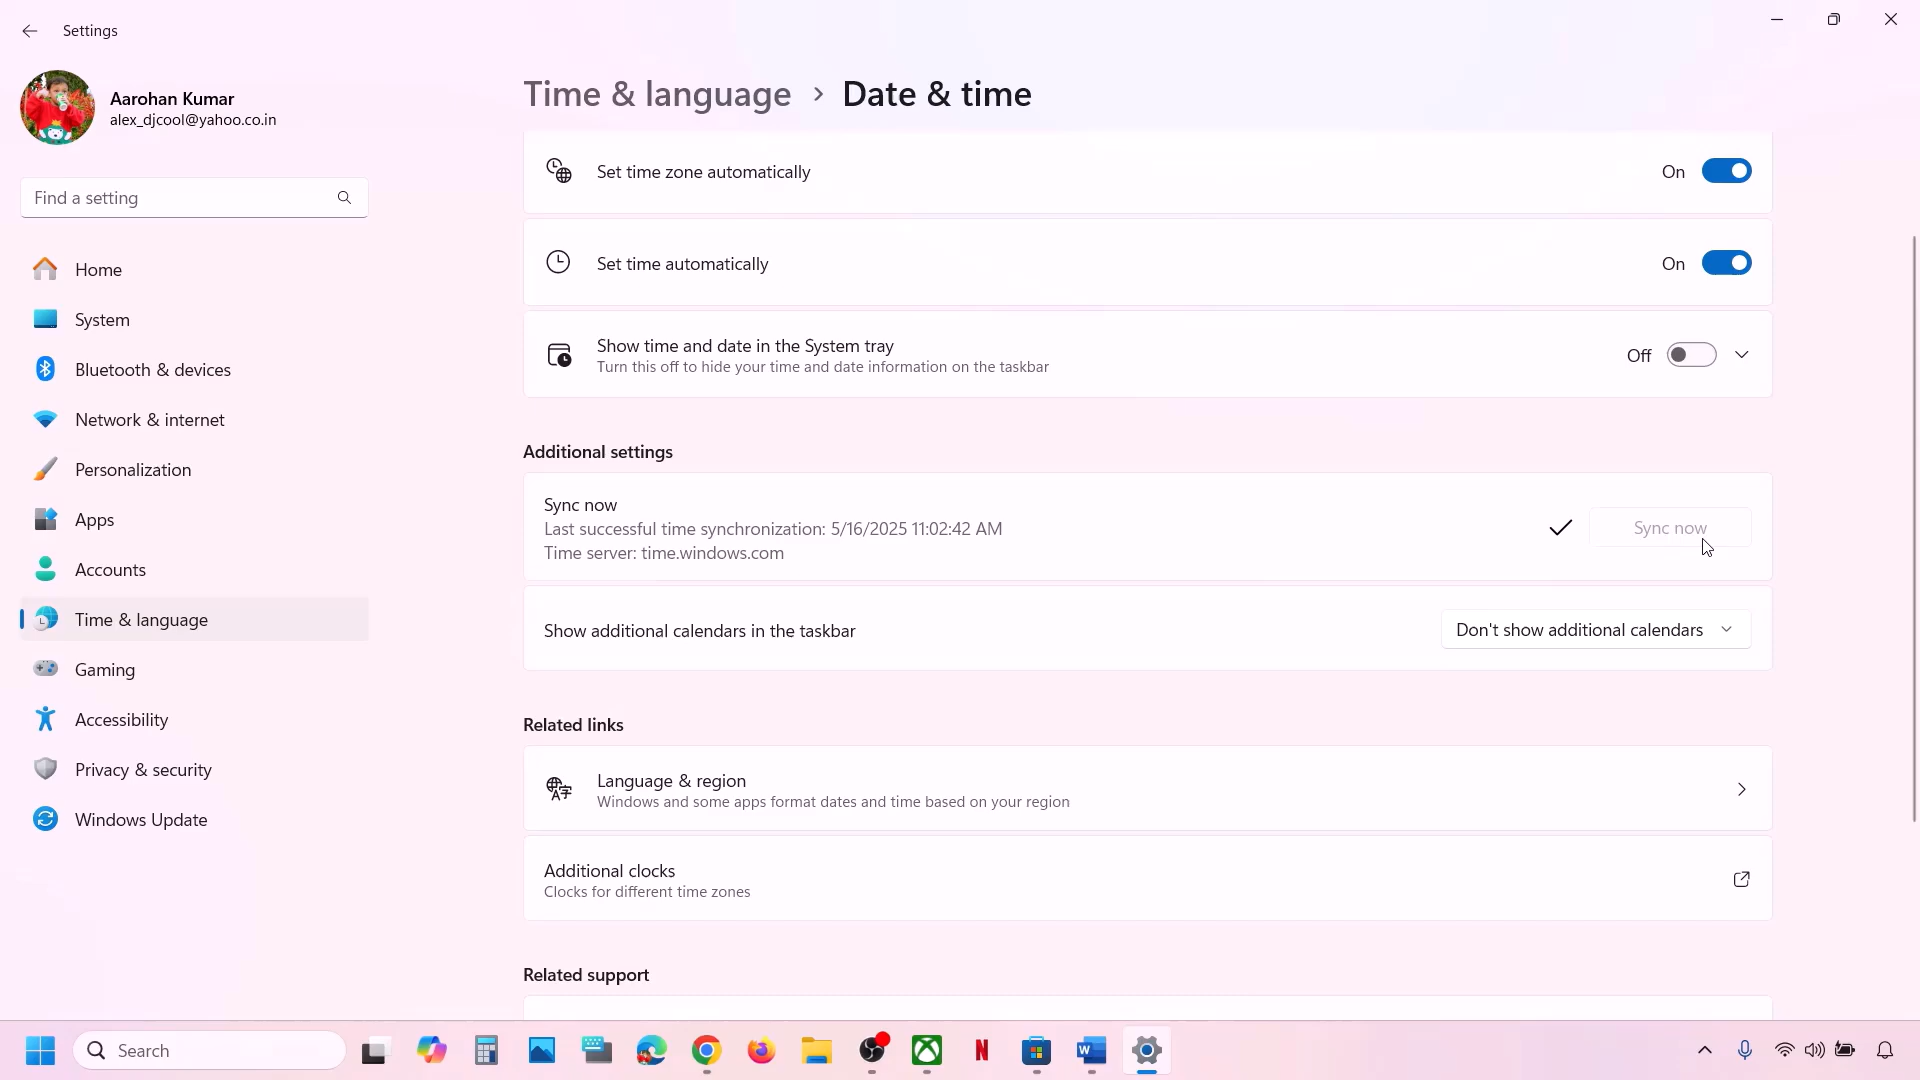 Settings
Aarohan Kumar
alex_djcool@yahoo.co.in
Find a setting
Home
System
Bluetooth & devices
Network & internet
Personalization
Apps
Accounts
Time & language
Gaming
Accessibility
Privacy & security
Windows Update
Time & language > Date & time
Set time zone automatically
On
Set time automatically
On
Show time and date in the System tray
Turn this off to hide your time and date information on the taskbar
Off
Additional settings
Sync now
Last successful time synchronization: 5/16/2025 11:02:42 AM
Time server: time.windows.com
Sync now
Show additional calendars in the taskbar
Don't show additional calendars
Related links
Language & region
Windows and some apps format dates and time based on your region
Additional clocks
Clocks for different time zones
Related support
Search